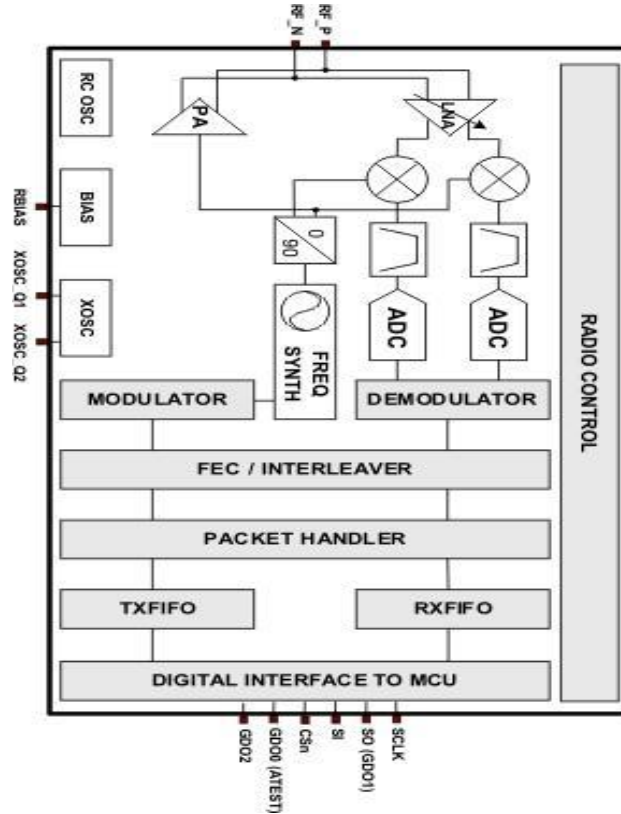 RF_N
RF_P
RC OSC
PA
LNA
BIAS
RBIAS
0
90
XOSC_Q1
XOSC
XOSC_Q2
FREQ
SYNTH
ADC
ADC
RADIO CONTROL
MODULATOR
DEMODULATOR
FEC / INTERLEAVER
PACKET HANDLER
TXFIFO
RXFIFO
DIGITAL INTERFACE TO MCU
GDO2
GDO0 (ATEST)
CSn
SI
SO (GDO1)
SCLK